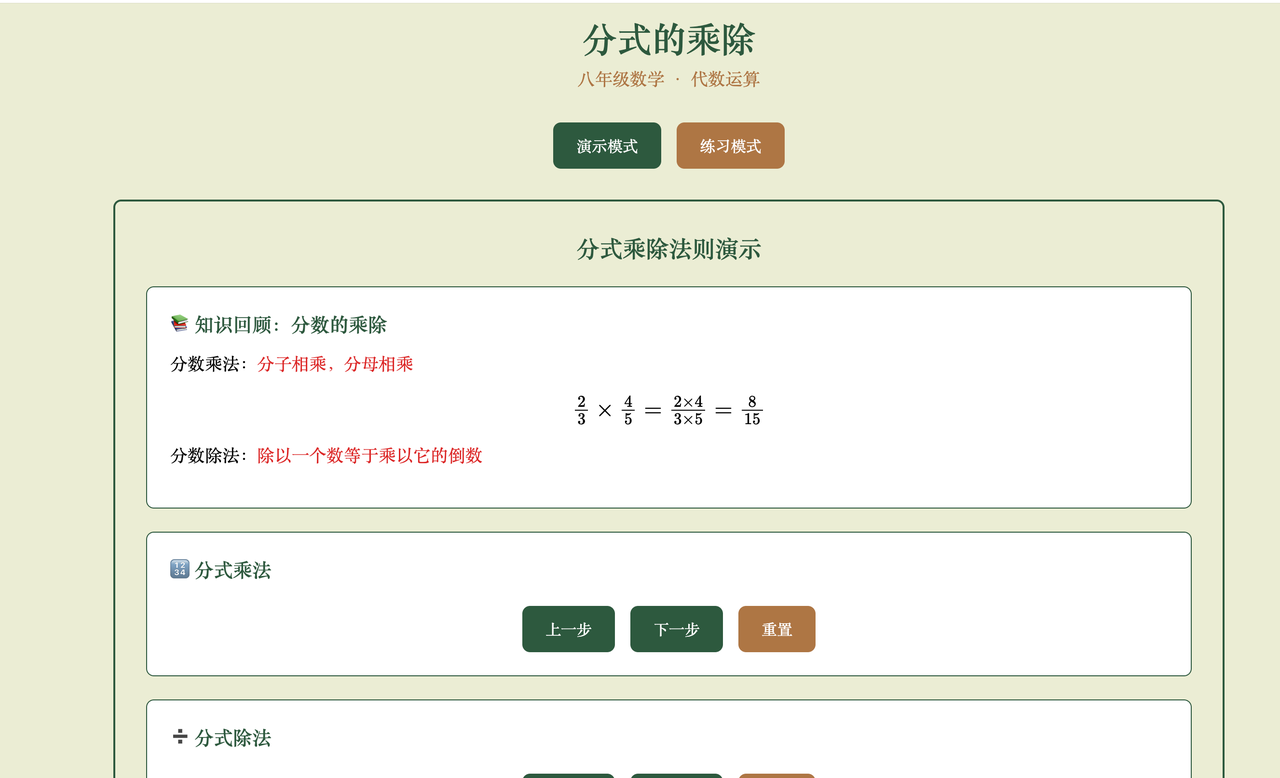 分式的乘除
八年级数学 · 代数运算
演示模式 练习模式
分式乘除法则演示
📚 知识回顾：分数的乘除
分数乘法：分子相乘，分母相乘
2/3 × 4/5 = 2×4/3×5 = 8/15
分数除法：除以一个数等于乘以它的倒数
🔢 分式乘法
上一步 下一步 重置
➗ 分式除法